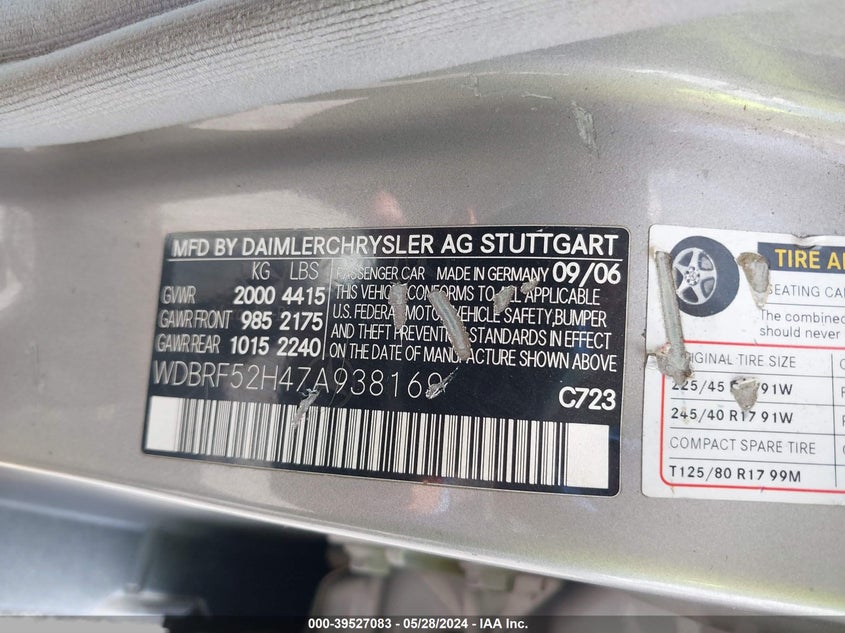 MFD BY DAIMLERCHRYSLER AG STUTTGART
KG LBS
GVWR 2000 4415
GAWR FRONT 985 2175
GAWR REAR 1015 2240
PASSENGER CAR MADE IN GERMANY 09/06
THIS VEHICLE CONFORMS TO ALL APPLICABLE
U.S. FEDERAL MOTOR VEHICLE SAFETY, BUMPER
AND THEFT PREVENTION STANDARDS IN EFFECT
ON THE DATE OF MANUFACTURE SHOWN ABOVE
WDBRF52H47A938169
C723
TIRE
SEATING
The combined
should never
ORIGINAL TIRE SIZE
225/45 91W
245/40 R17 91W
COMPACT SPARE TIRE
T125/80 R17 99M
000-39527083 / 05/28/2024 / IAA Inc.